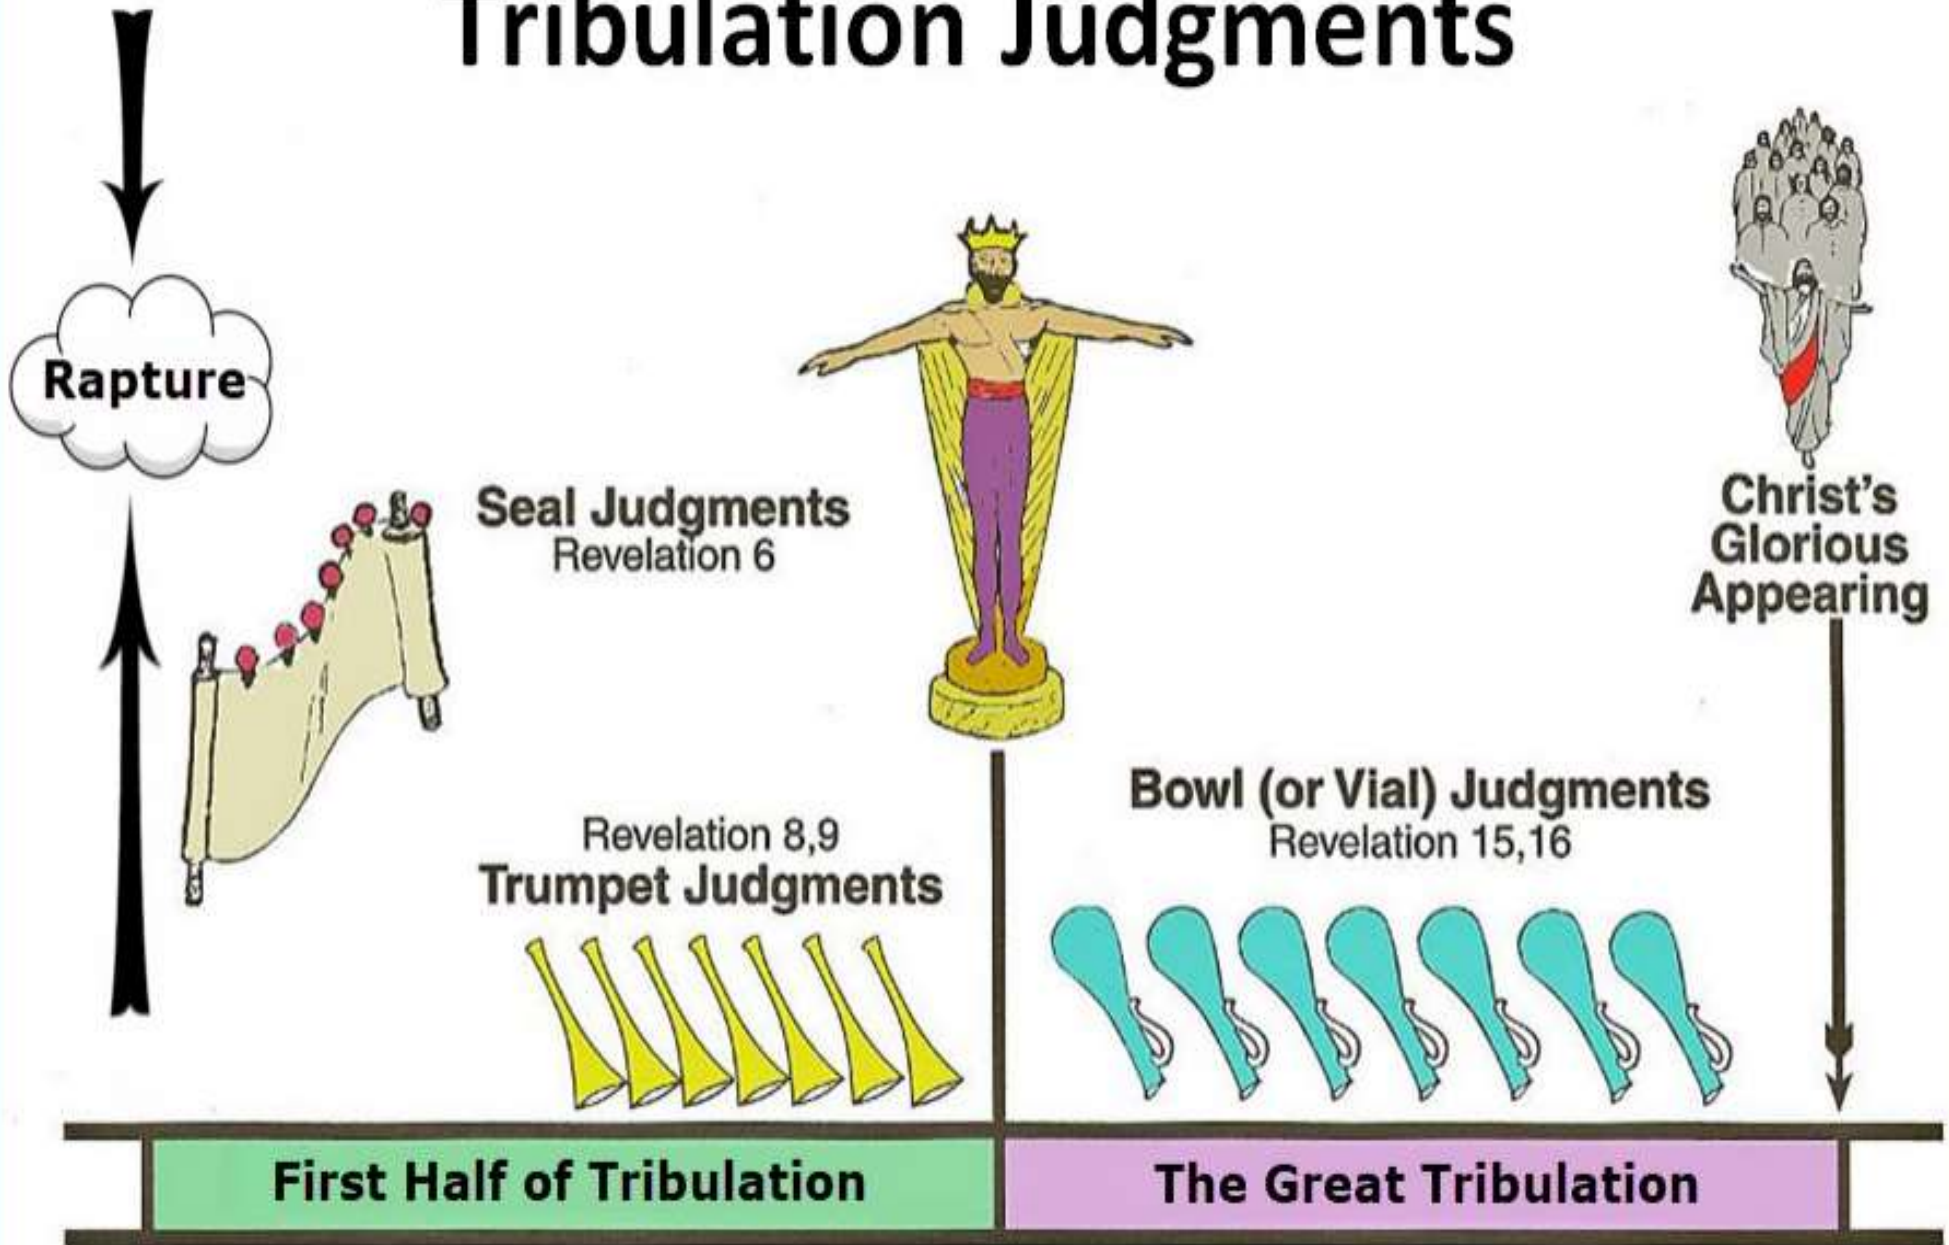 Tribulation Judgments
Rapture
Seal Judgments
Revelation 6
Christ's
Glorious
Appearing
Revelation 8,9
Trumpet Judgments
Bowl (or Vial) Judgments
Revelation 15,16
First Half of Tribulation
The Great Tribulation